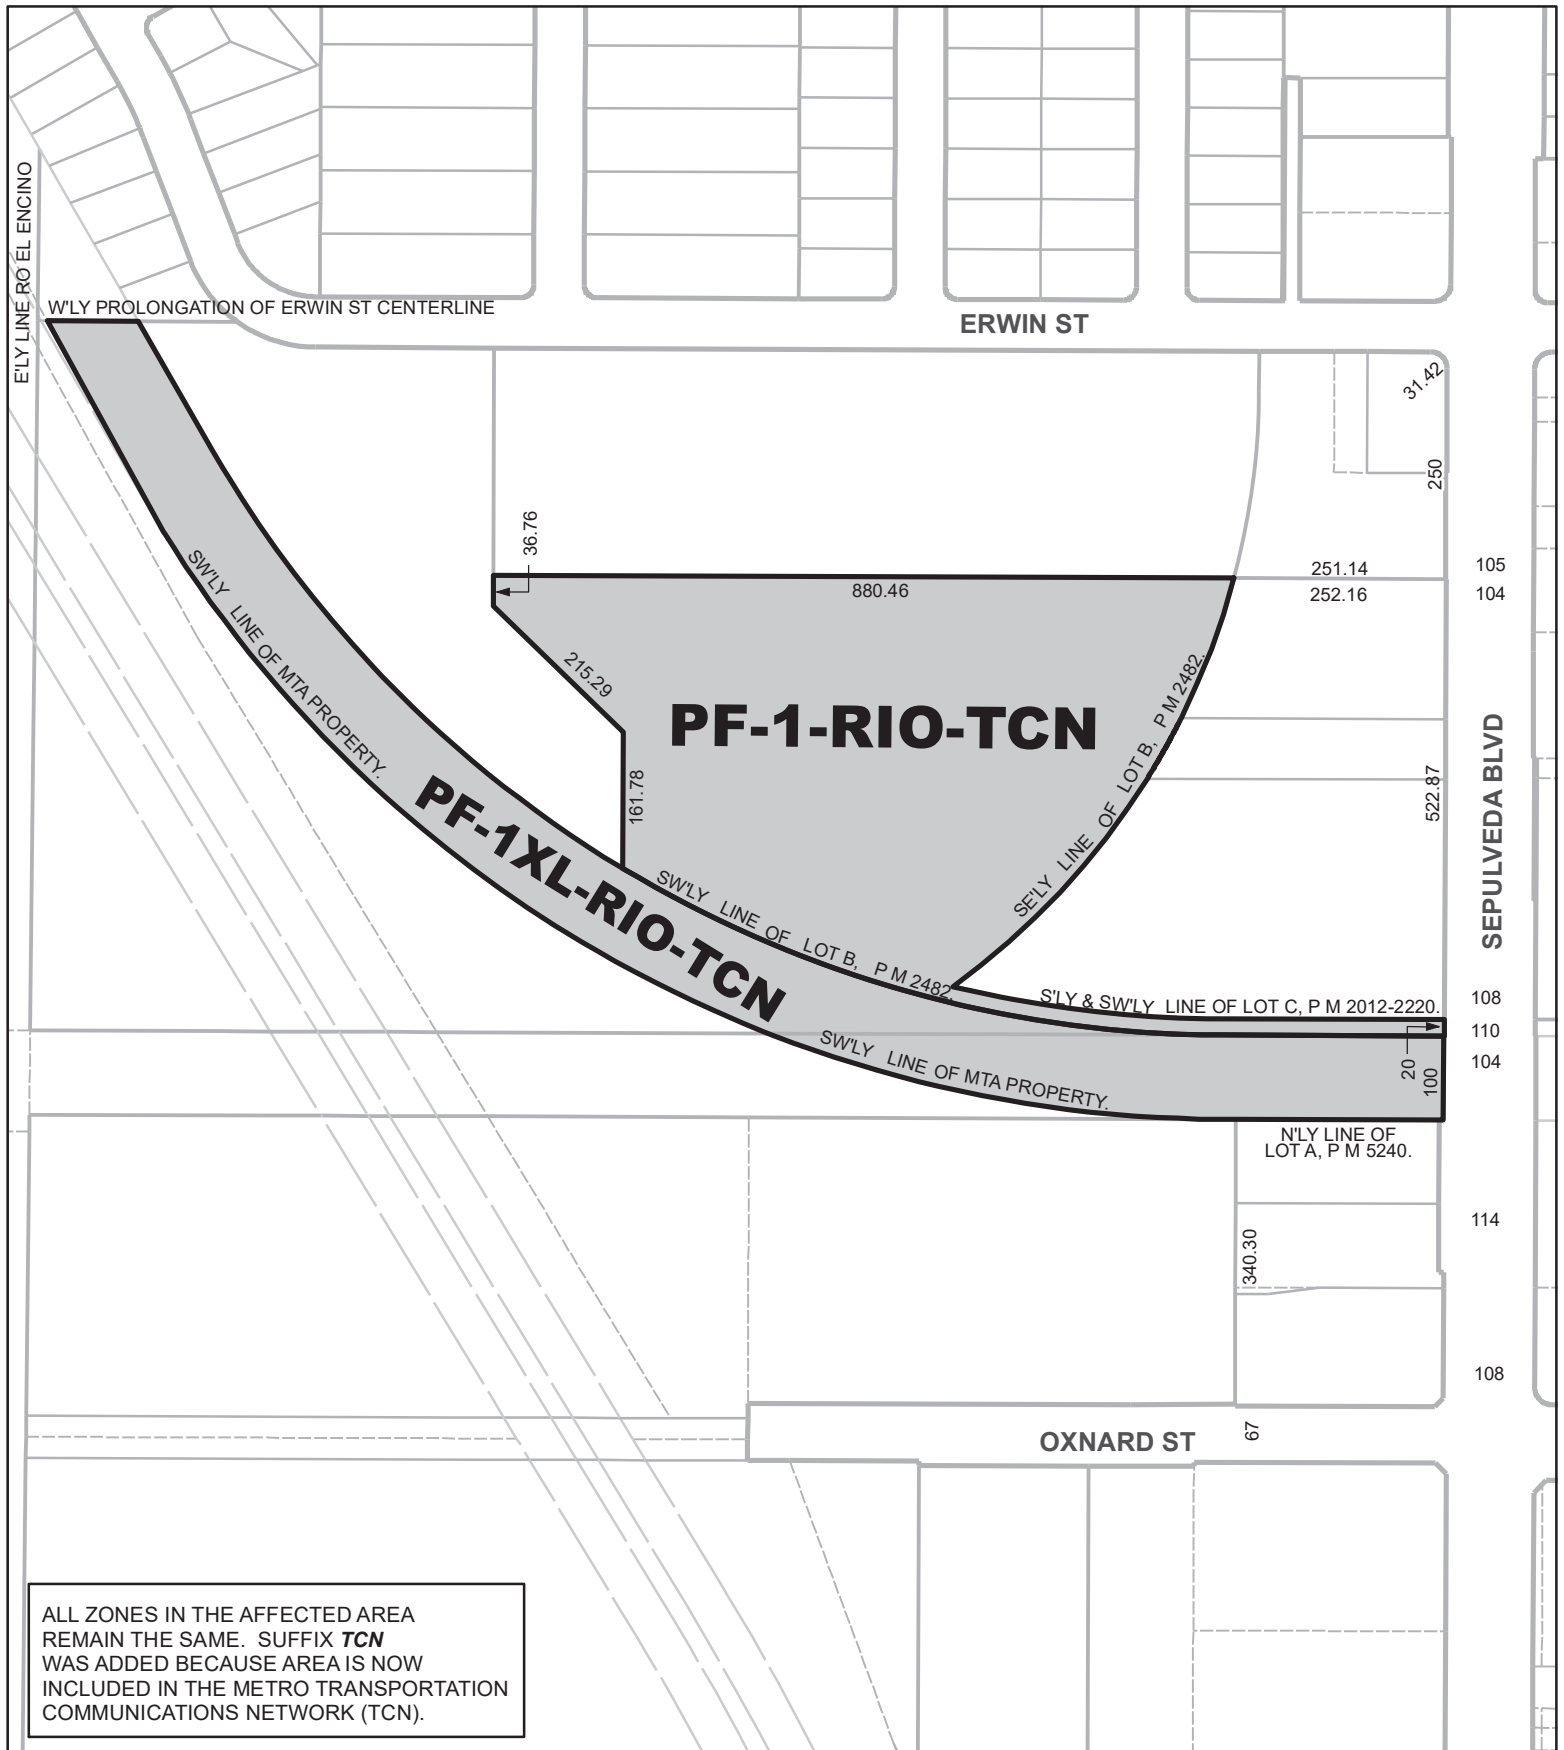 E'LY LINE RO EL ENCINO
W'LY PROLONGATION OF ERWIN ST CENTERLINE
ERWIN ST
31.42
250
36.76
880.46
251.14
252.16
105
104
SW'LY LINE OF MTA PROPERTY.
215.29
PF-1-RIO-TCN
SE'LY LINE OF LOT B, P M 2482.
161.78
522.87
SEPULVEDA BLVD
PF-1XL-RIO-TCN
SW'LY LINE OF LOT B, P M 2482.
S'LY & SW'LY LINE OF LOT C, P M 2012-2220.
108
110
104
20
100
SW'LY LINE OF MTA PROPERTY.
N'LY LINE OF
LOT A, P M 5240.
114
340.30
108
OXNARD ST
67
ALL ZONES IN THE AFFECTED AREA
REMAIN THE SAME. SUFFIX TCN
WAS ADDED BECAUSE AREA IS NOW
INCLUDED IN THE METRO TRANSPORTATION
COMMUNICATIONS NETWORK (TCN).